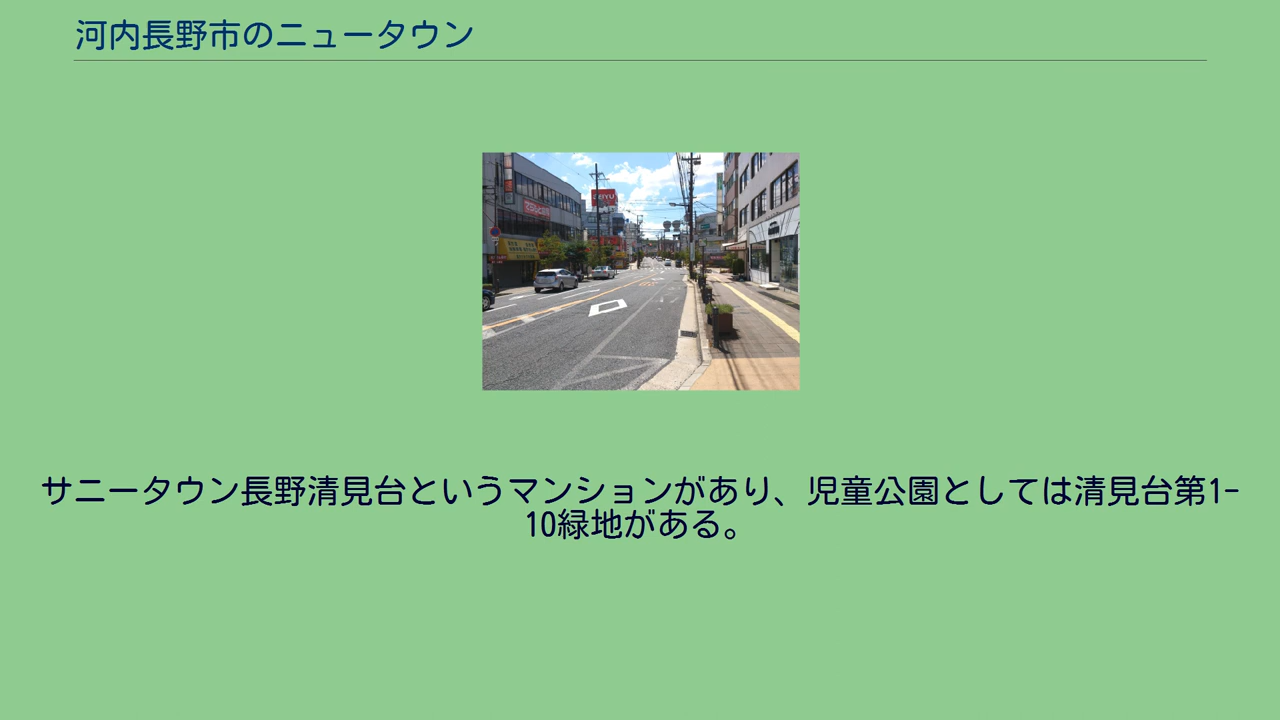 河内長野市のニュータウン
サニータウン長野清見台というマンションがあり、児童公園としては清見台第1-
10緑地がある。